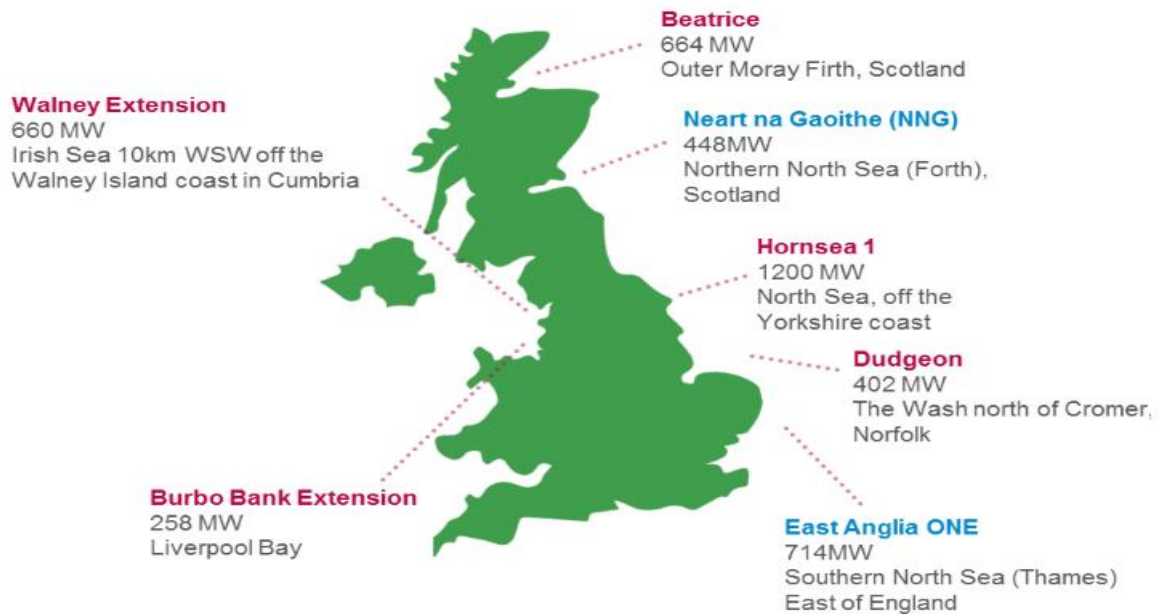 Beatrice
664 MW
Outer Moray Firth, Scotland
Walney Extension
660 MW
Irish Sea 10km WSW off the
Walney Island coast in Cumbria
Neart na Gaoithe (NNG)
448MW
Northern North Sea (Forth),
Scotland
Hornsea 1
1200 MW
North Sea, off the
Yorkshire coast
Dudgeon
402 MW
The Wash north of Cromer,
Norfolk
Burbo Bank Extension
258 MW
Liverpool Bay
East Anglia ONE
714MW
Southern North Sea (Thames)
East of England